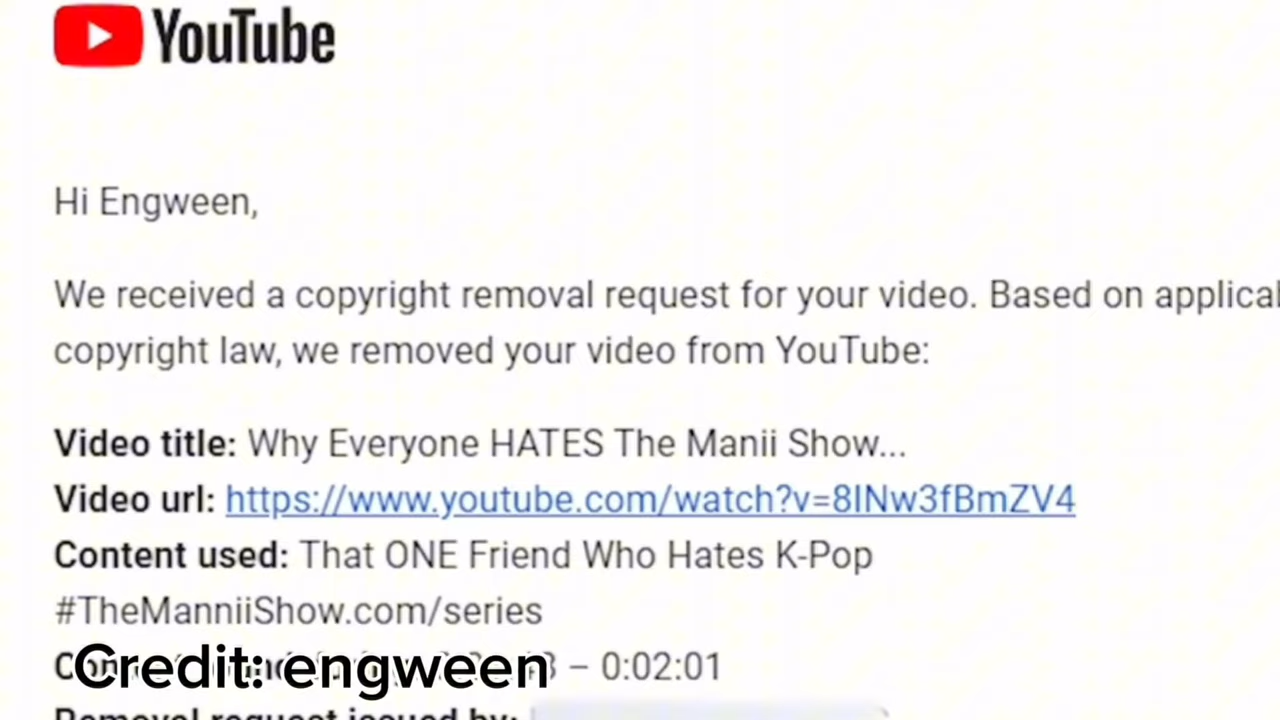 YouTube
Hi Engween,
We received a copyright removal request for your video. Based on applical
copyright law, we removed your video from YouTube:
Video title: Why Everyone HATES The Manii Show...
Video url: https://www.youtube.com/watch?v=8INw3fBmZV4
Content used: That ONE Friend Who Hates K-Pop
#TheManniiShow.com/series
– 0:02:01
Credit: engween
Removal request issued by: